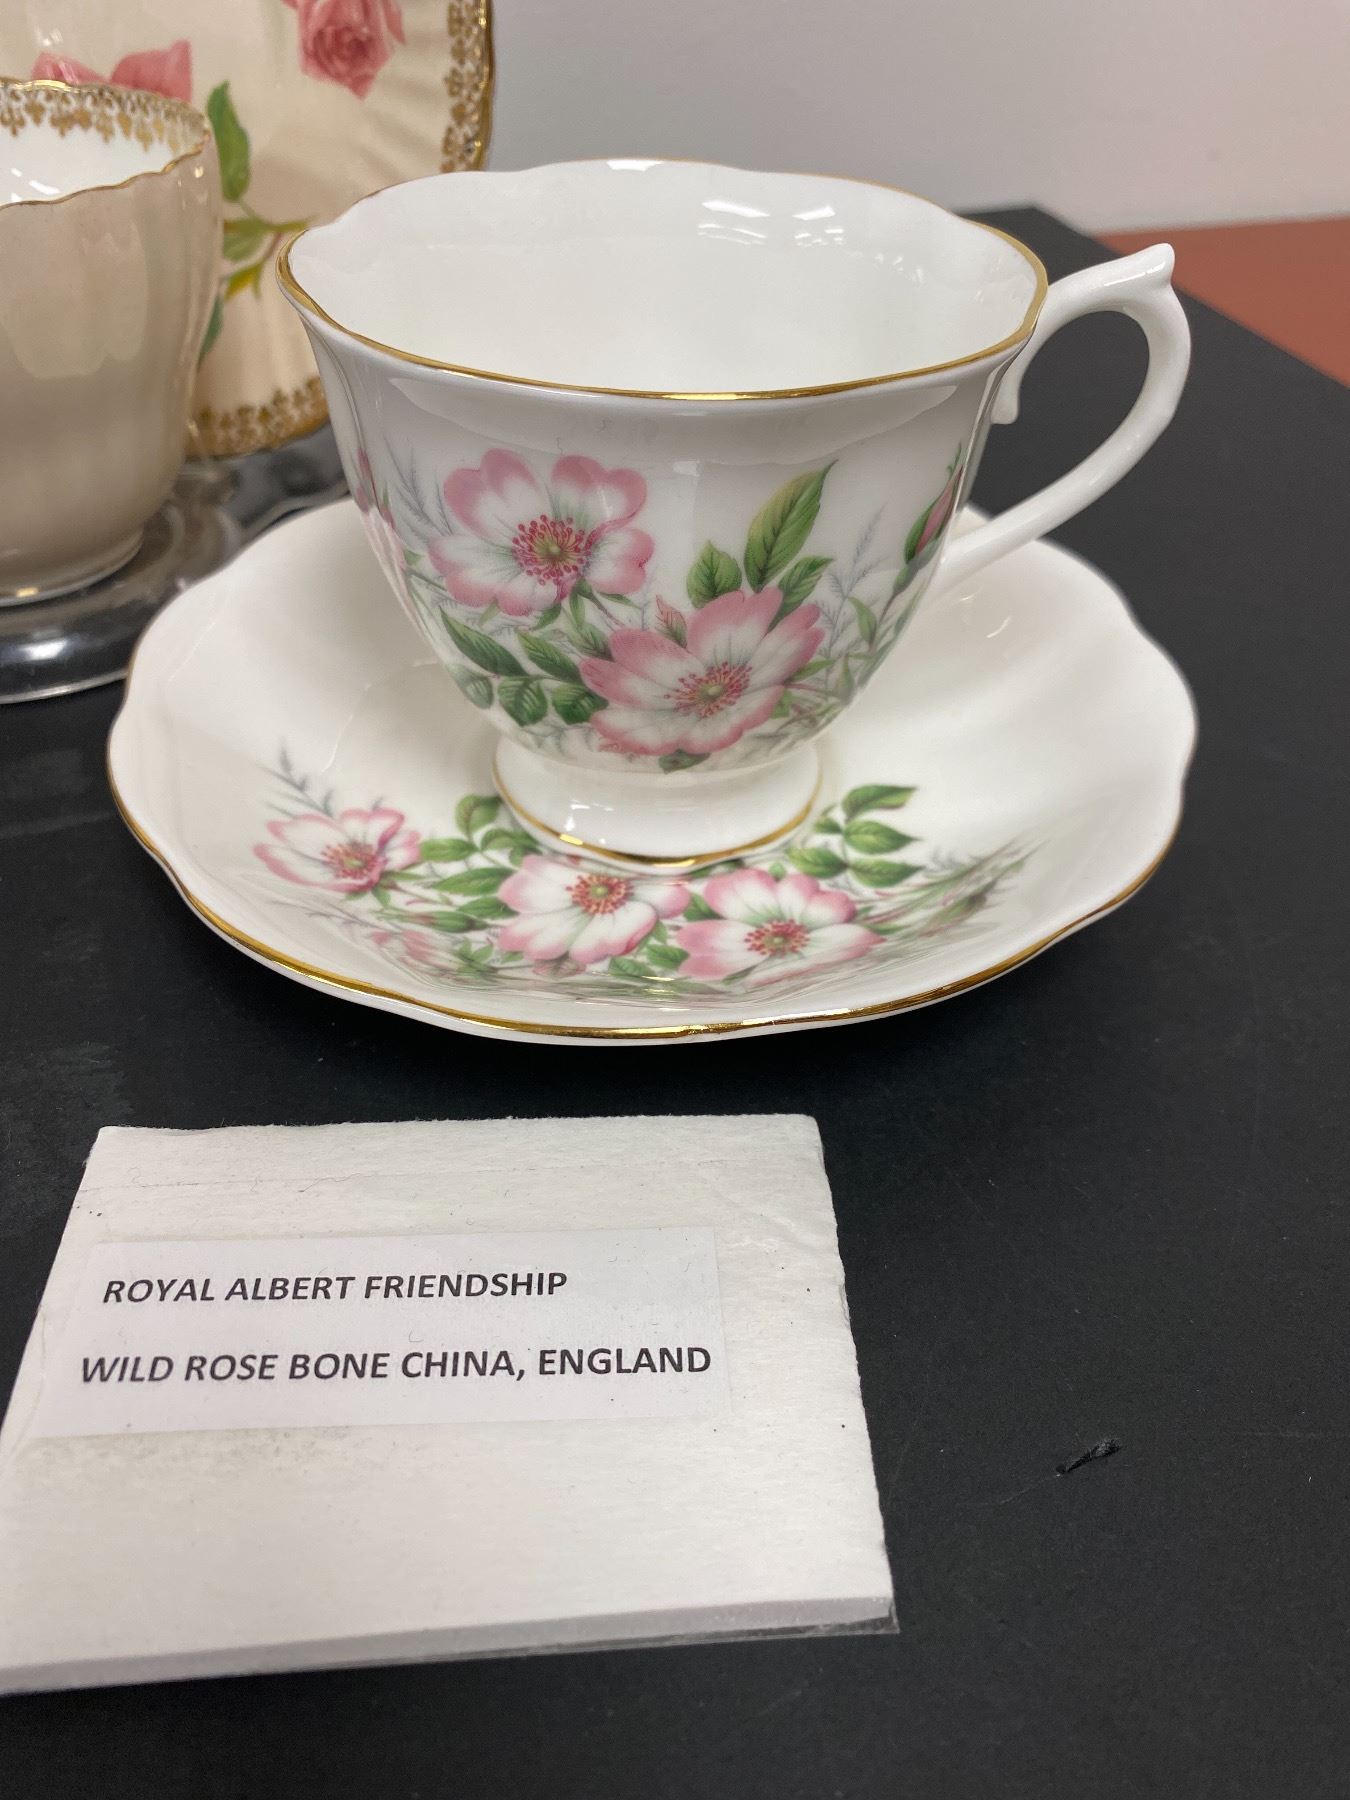 ROYAL ALBERT FRIENDSHIP
WILD ROSE BONE CHINA, ENGLAND